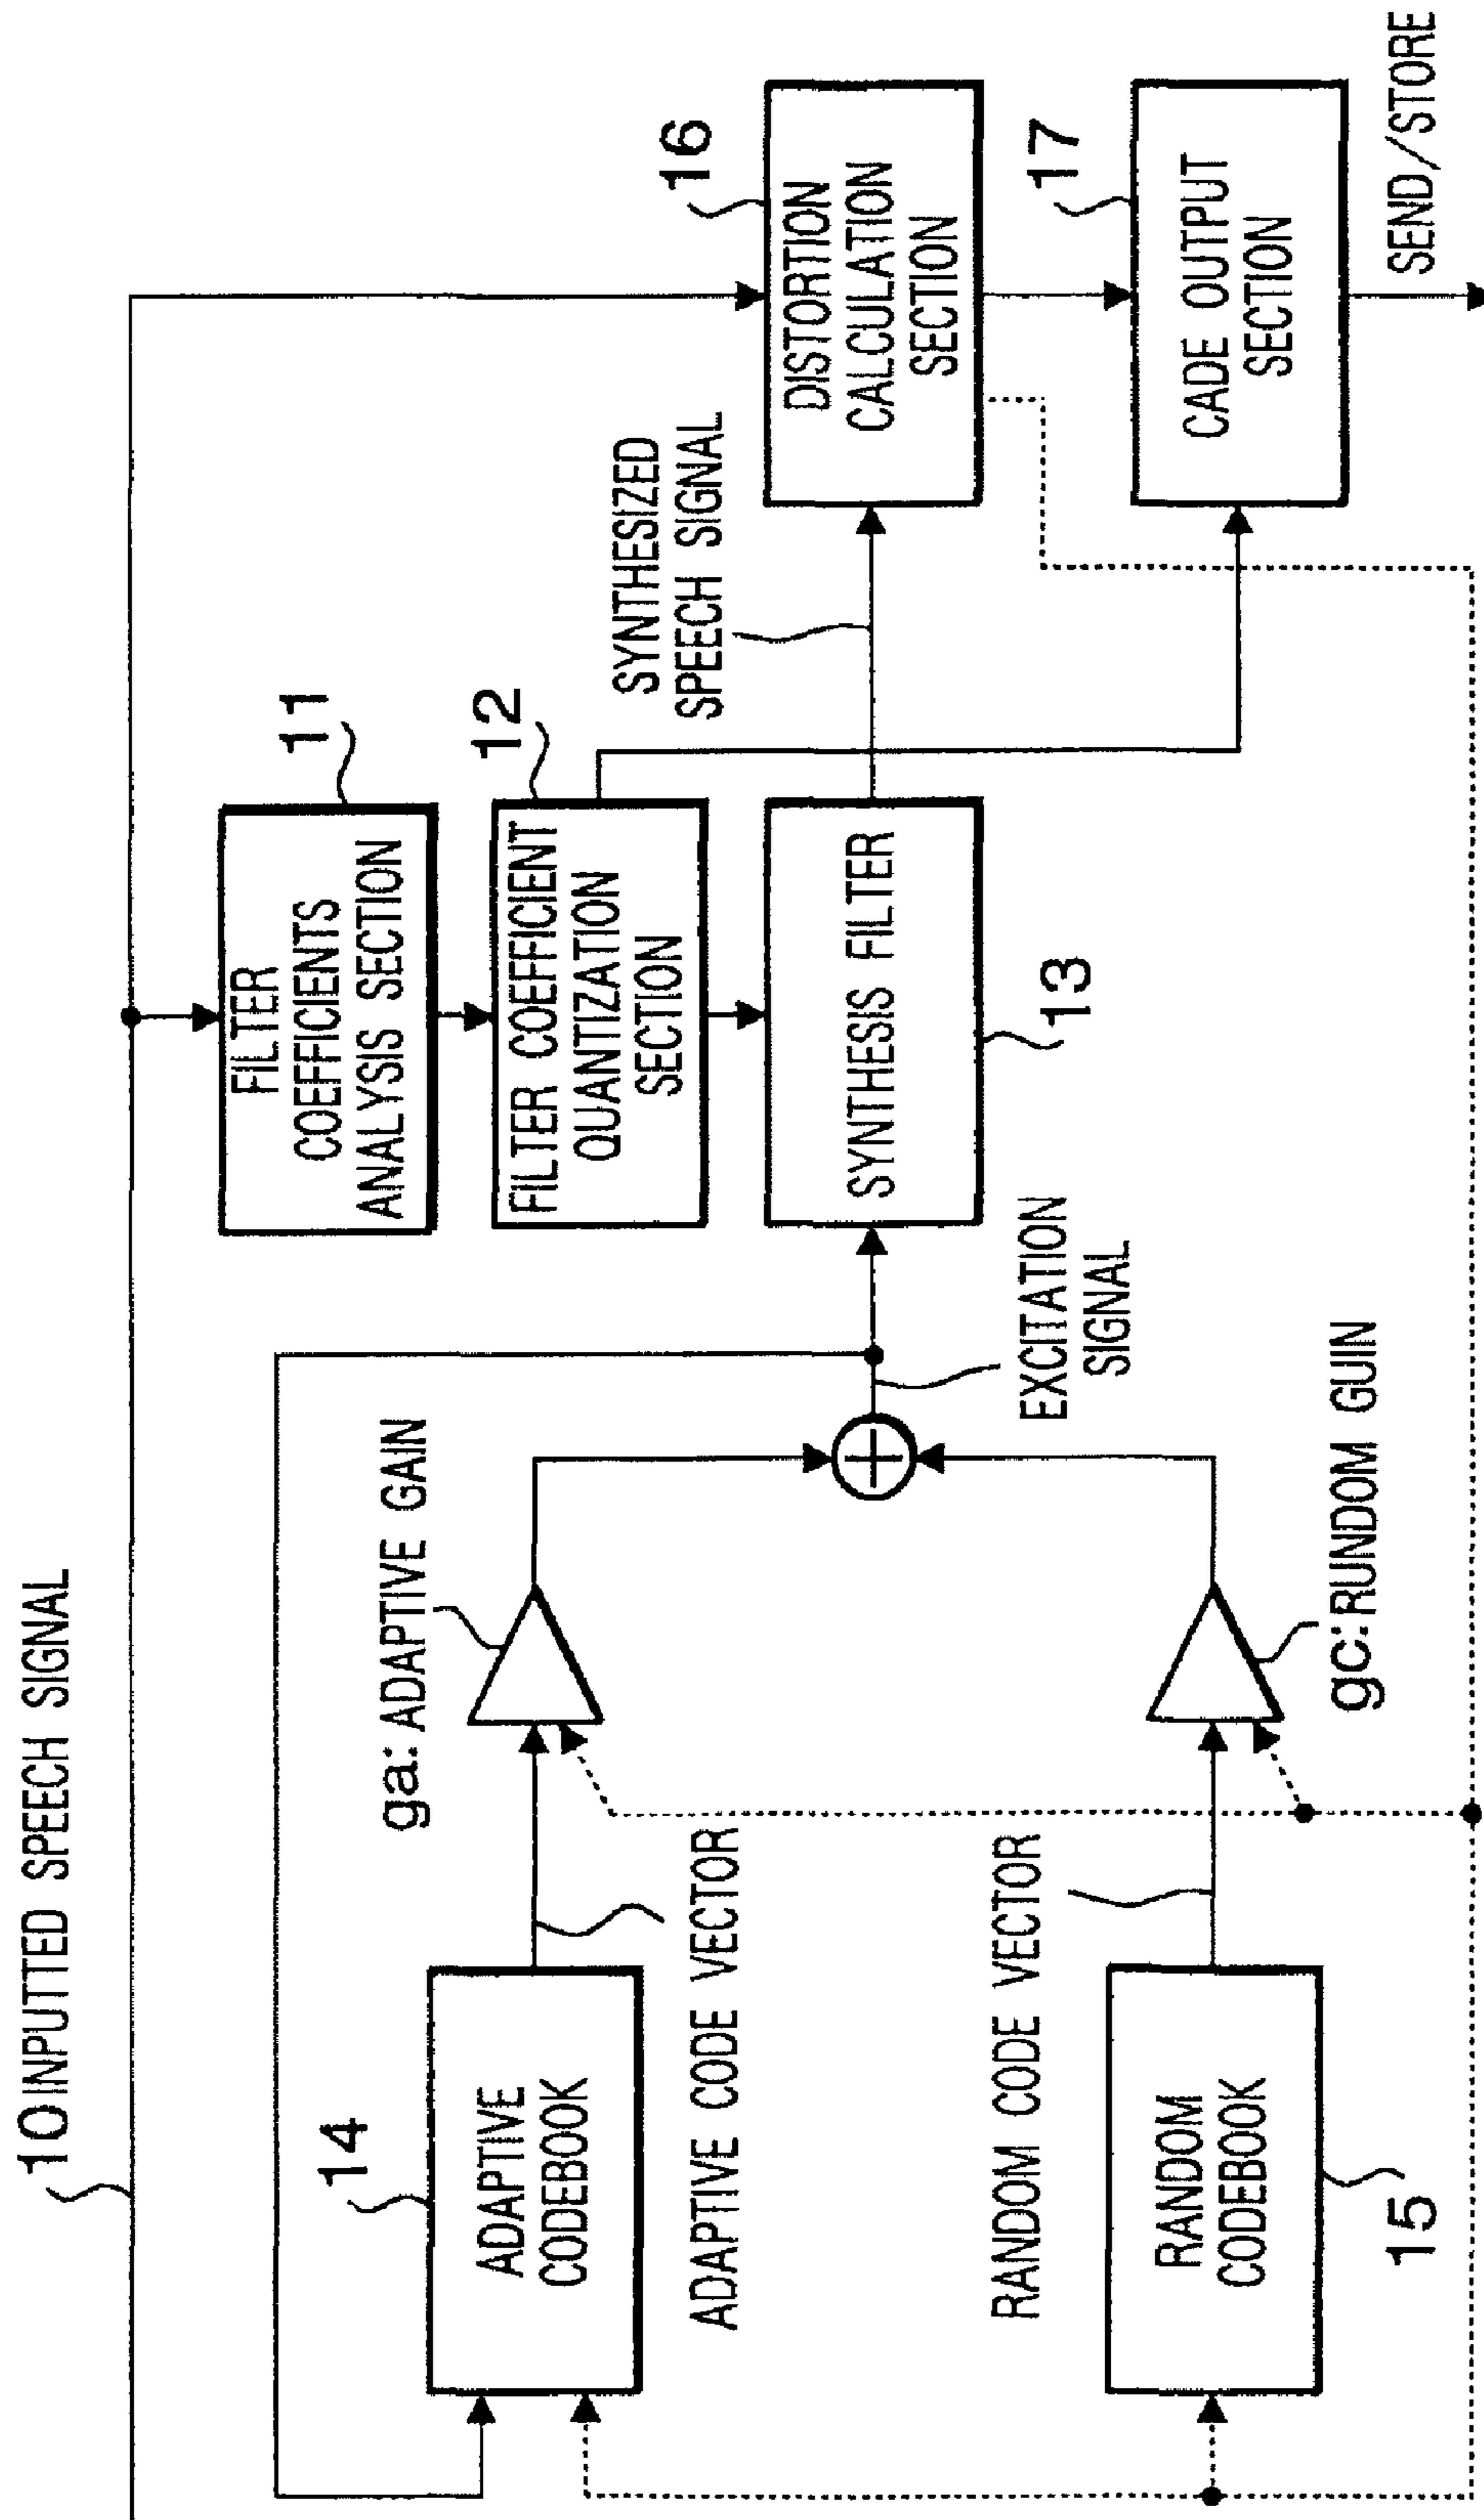 10 INPUTTED SPEECH SIGNAL
11
FILTER
COEFFICIENTS
ANALYSIS SECTION
12
FILTER COEFFICIENT
QUANTIZATION
SECTION
SYNTHESIS FILTER
13
SYNTHESIZED
SPEECH SIGNAL
16
DISTORTION
CALCULATION
SECTION
17
CADE OUTPUT
SECTION
SEND/STORE
14
ADAPTIVE
CODEBOOK
ADAPTIVE CODE VECTOR
ga: ADAPTIVE GAIN
EXCITATION
SIGNAL
RANDOM CODE VECTOR
RANDOM
CODEBOOK
15
gc: RUNDOM GUIN